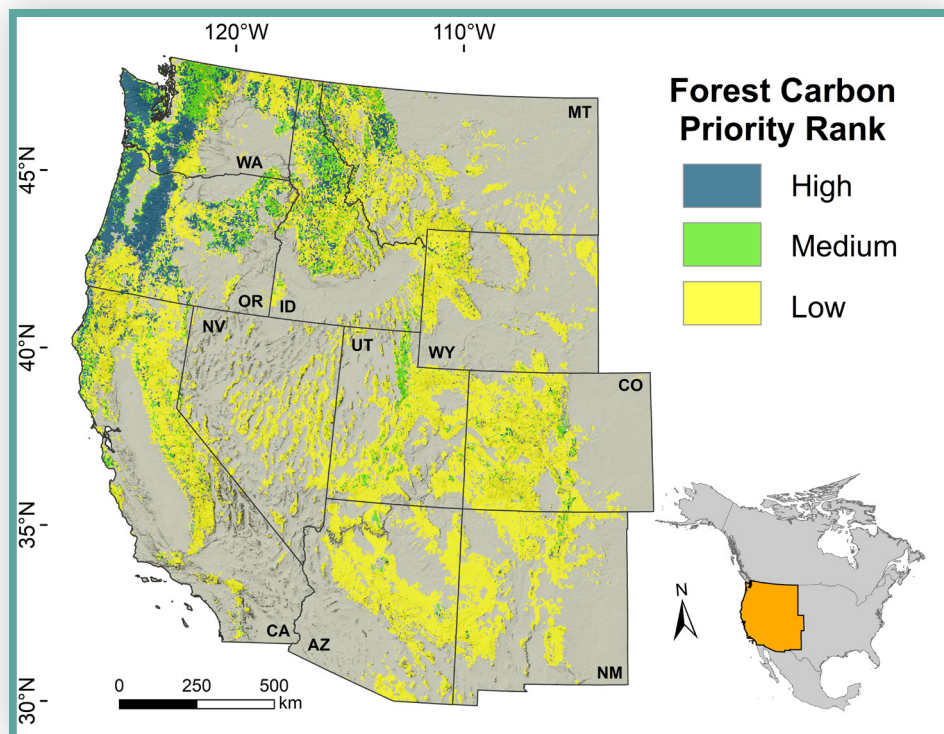 120°W 110°W
Forest Carbon
Priority Rank
High
Medium
Low
45°N
40°N
35°N
30°N
MT
WA
OR ID
NV
UT
WY
CO
CA
AZ
NM
N
0 250 500
km